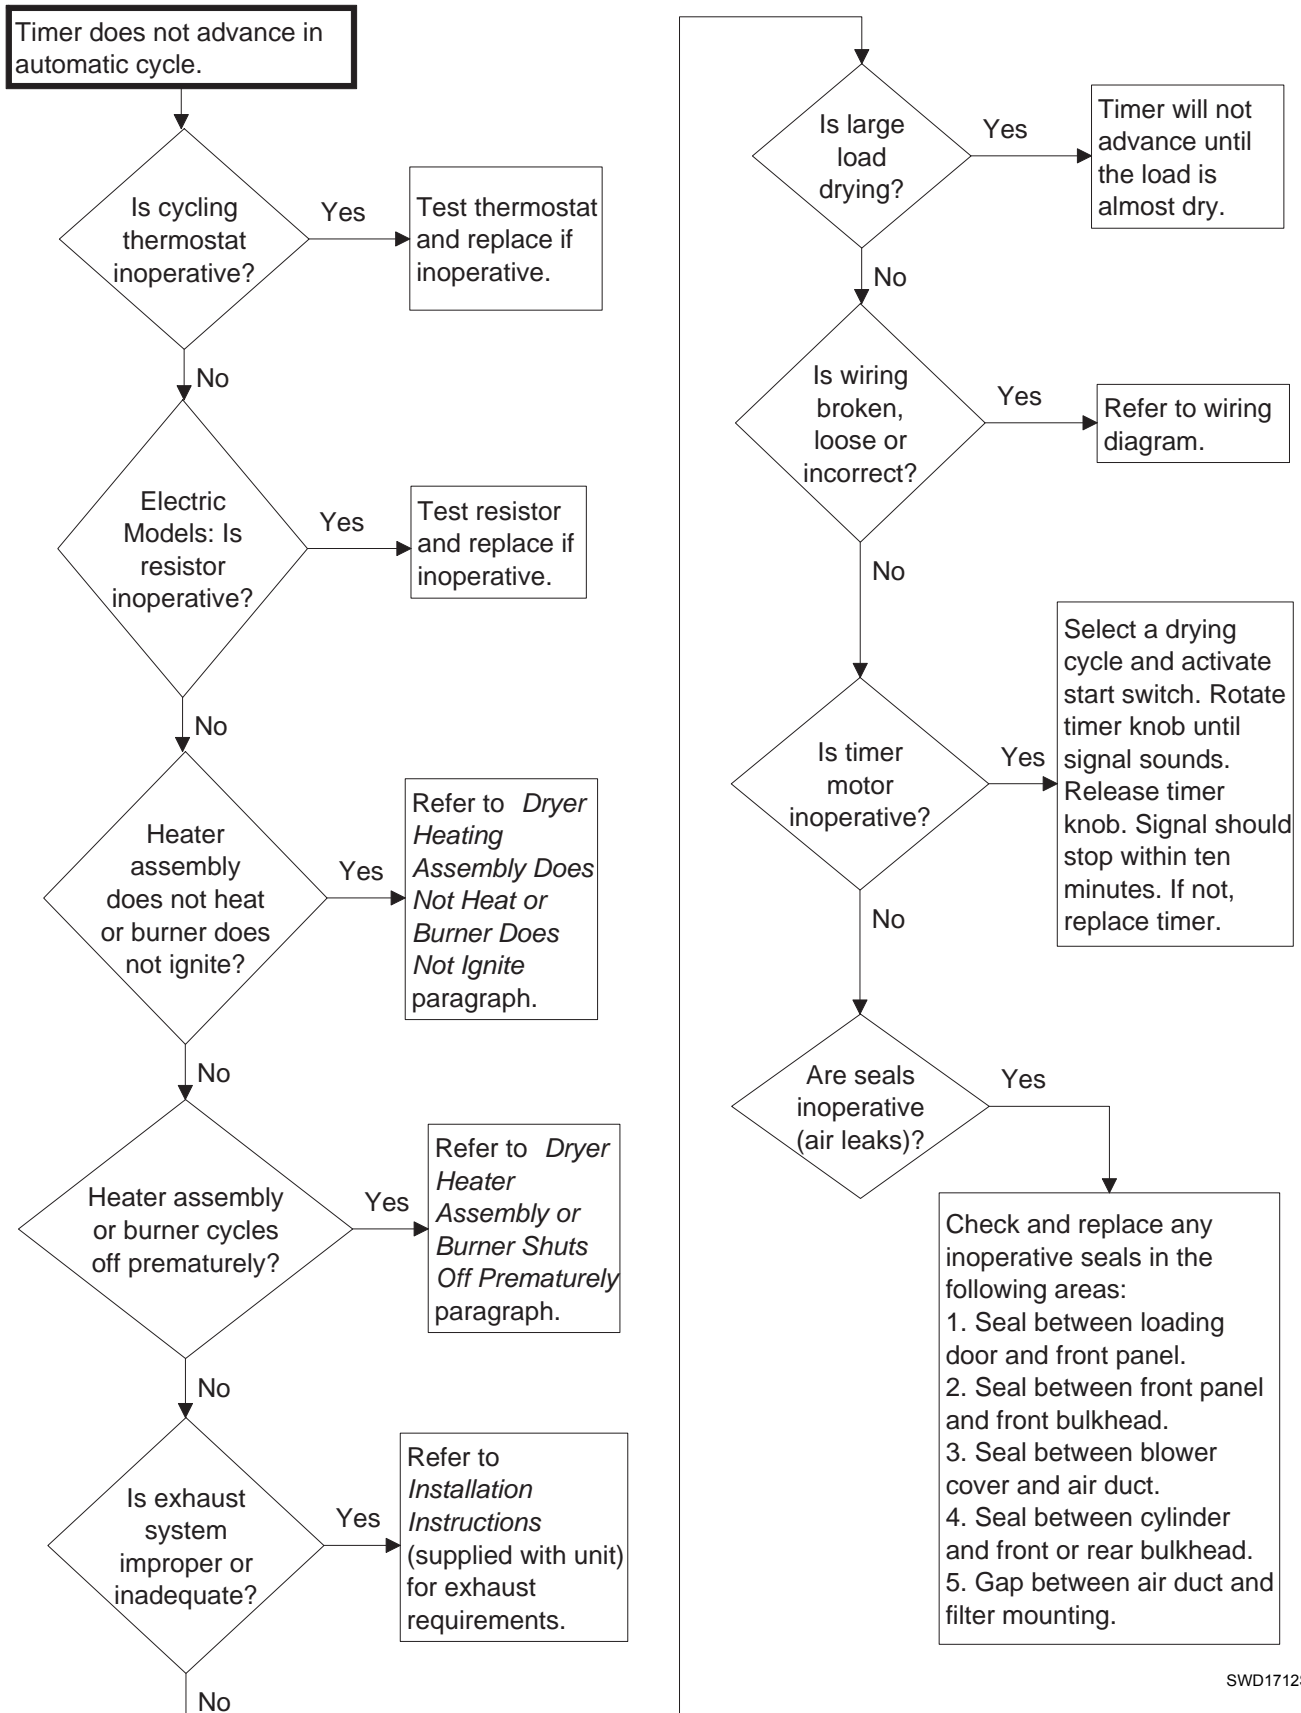 Timer does not advance in
automatic cycle.
Is cycling
thermostat
inoperative?
Yes
Test thermostat
and replace if
inoperative.
No
Electric
Models: Is
resistor
inoperative?
Yes
Test resistor
and replace if
inoperative.
No
Heater
assembly
does not heat
or burner does
not ignite?
Yes
Refer to Dryer
Heating
Assembly Does
Not Heat or
Burner Does
Not Ignite
paragraph.
No
Heater assembly
or burner cycles
off prematurely?
Yes
Refer to Dryer
Heater
Assembly or
Burner Shuts
Off Prematurely
paragraph.
No
Is exhaust
system
improper or
inadequate?
Yes
Refer to
Installation
Instructions
(supplied with unit)
for exhaust
requirements.
No
Is large
load
drying?
Yes
Timer will not
advance until
the load is
almost dry.
No
Is wiring
broken,
loose or
incorrect?
Yes
Refer to wiring
diagram.
No
Is timer
motor
inoperative?
Yes
Select a drying
cycle and activate
start switch. Rotate
timer knob until
signal sounds.
Release timer
knob. Signal should
stop within ten
minutes. If not,
replace timer.
No
Are seals
inoperative
(air leaks)?
Yes
Check and replace any
inoperative seals in the
following areas:
1. Seal between loading
door and front panel.
2. Seal between front panel
and front bulkhead.
3. Seal between blower
cover and air duct.
4. Seal between cylinder
and front or rear bulkhead.
5. Gap between air duct and
filter mounting.